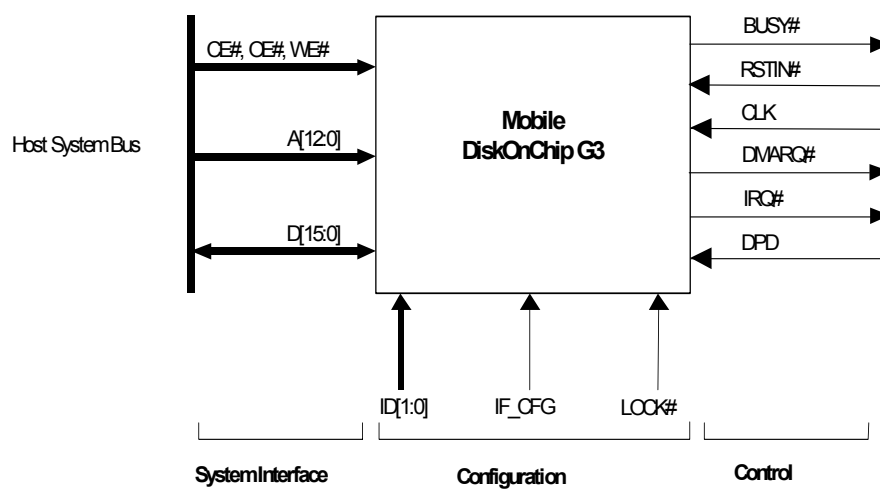 CE#, OE#, WE#
Host System Bus
A[12:0]
D[15:0]
Mobile
DiskOnChip G3
BUSY#
RSTIN#
CLK
DMARQ#
IRQ#
DPD
ID[1:0]
IF_CFG
LOCK#
System Interface
Configuration
Control